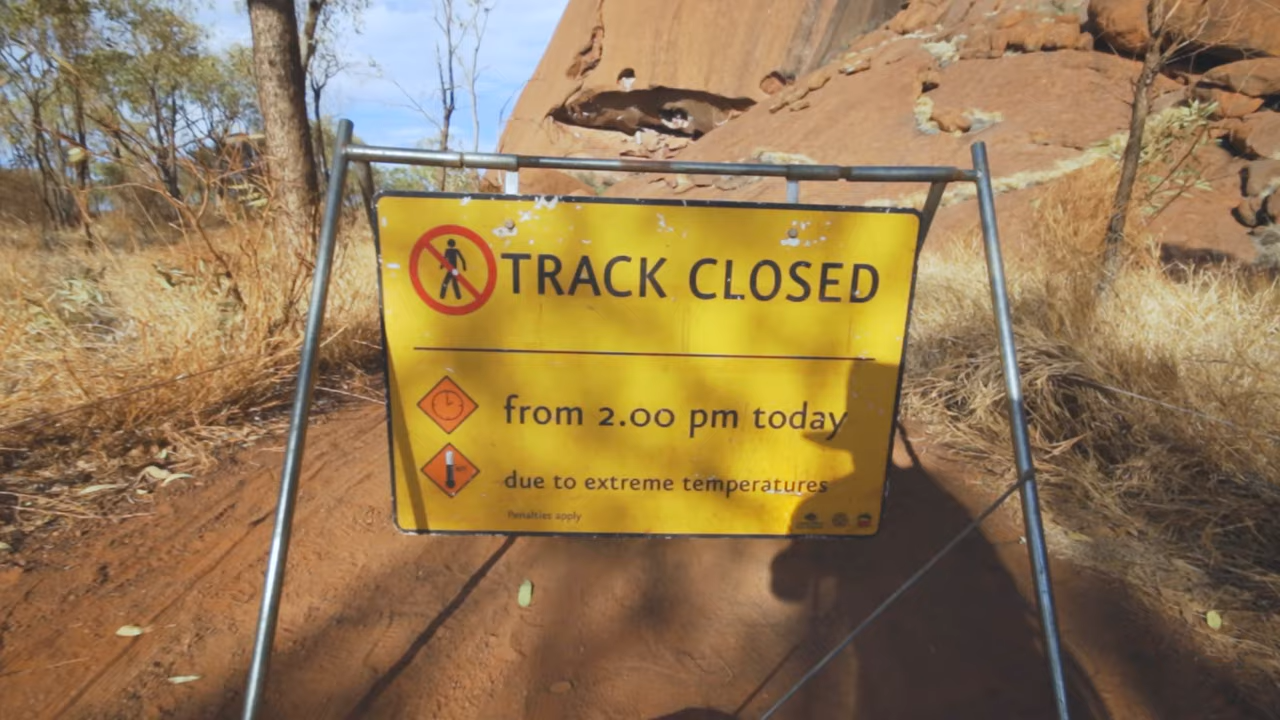 TRACK CLOSED
from 2.00 pm today
due to extreme temperatures
Penalties apply